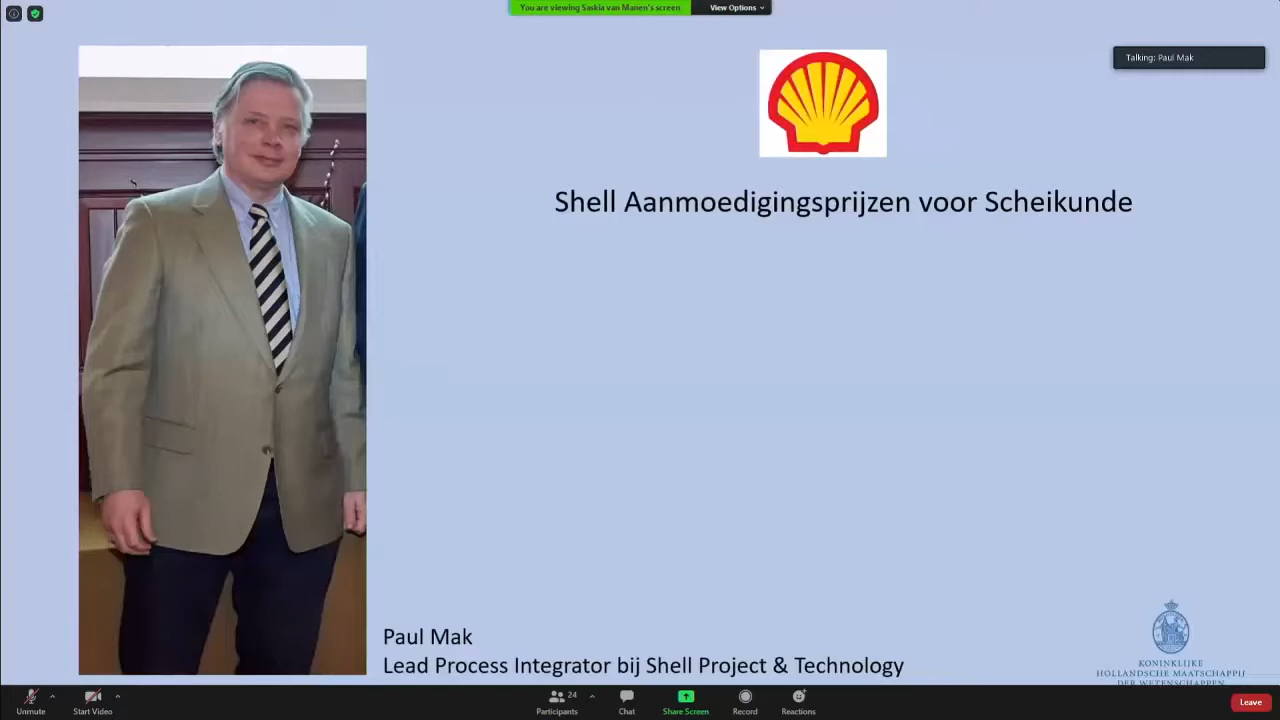 You are viewing Saskia van Manen's screen
View Options
Talking: Paul Mak
Shell Aanmoedigingsprijzen voor Scheikunde
Paul Mak
Lead Process Integrator bij Shell Project & Technology
KONINKLIJKE
HOLLANDSCHE MAATSCHAPPIJ
DER WETENSCHAPPEN
Unmute
Start Video
24
Participants
Chat
Share Screen
Record
Reactions
Leave